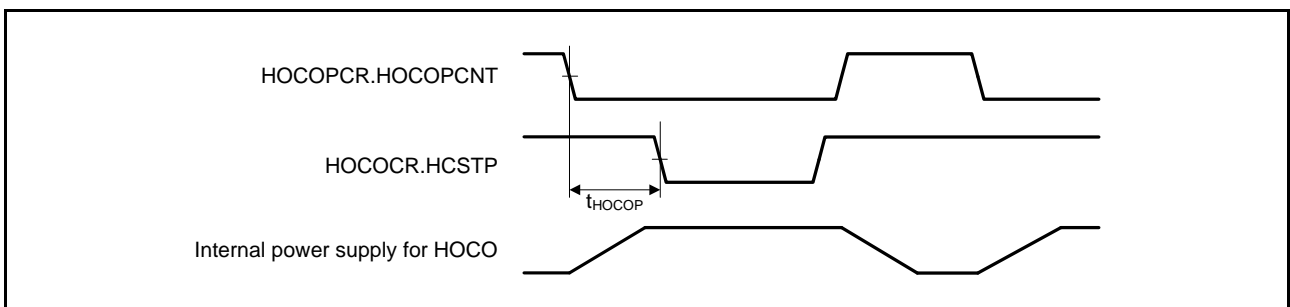 HOCOPCR.HOCOPCNT
HOCOCR.HCSTP
tHOCOP
Internal power supply for HOCO